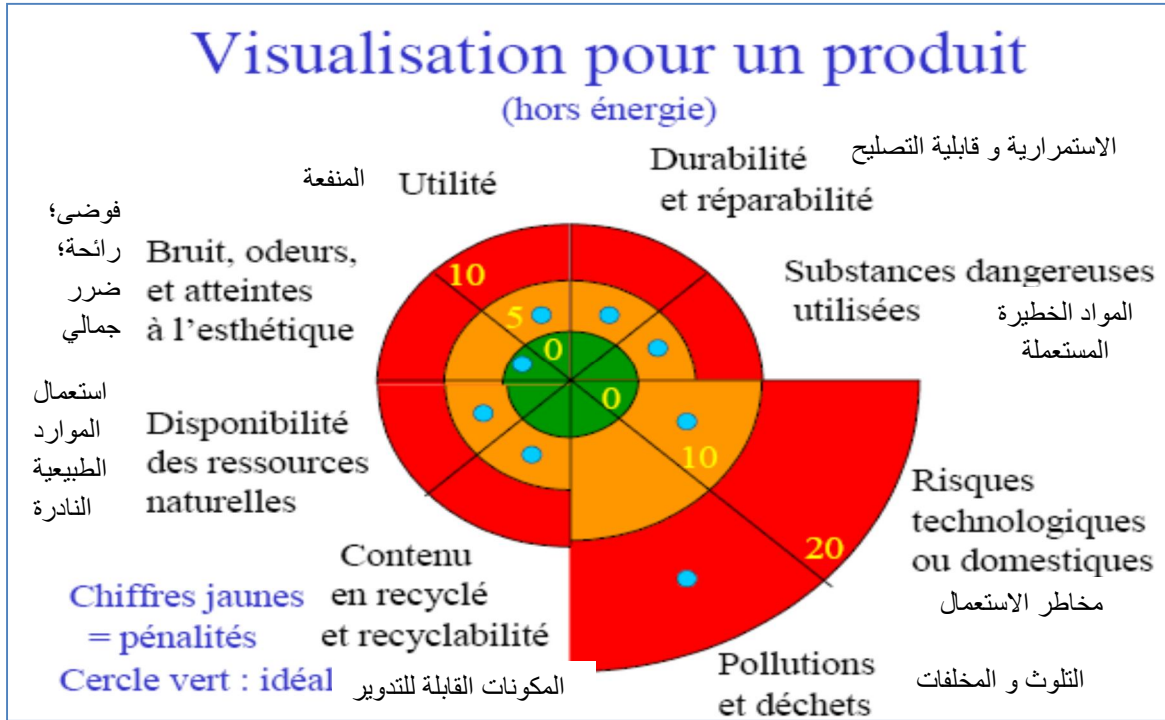 Visualisation pour un produit
(hors énergie)
المنفعة
Utilité
Durabilité
et réparabilité
الاستمرارية و قابلية التصليح
فوضى؛
رائحة؛
ضرر
جمالي
Bruit, odeurs,
et atteintes
à l'esthétique
Substances dangereuses
utilisées
المواد الخطيرة
المستعملة
10
5
0
0
10
20
استعمال
الموارد
الطبيعية
النادرة
Disponibilité
des ressources
naturelles
Risques
technologiques
ou domestiques
مخاطر الاستعمال
Contenu
en recyclé
et recyclabilité
المكونات القابلة للتدوير
Pollutions
et déchets
التلوث و المخلفات
Chiffres jaunes
= pénalités
Cercle vert : idéal